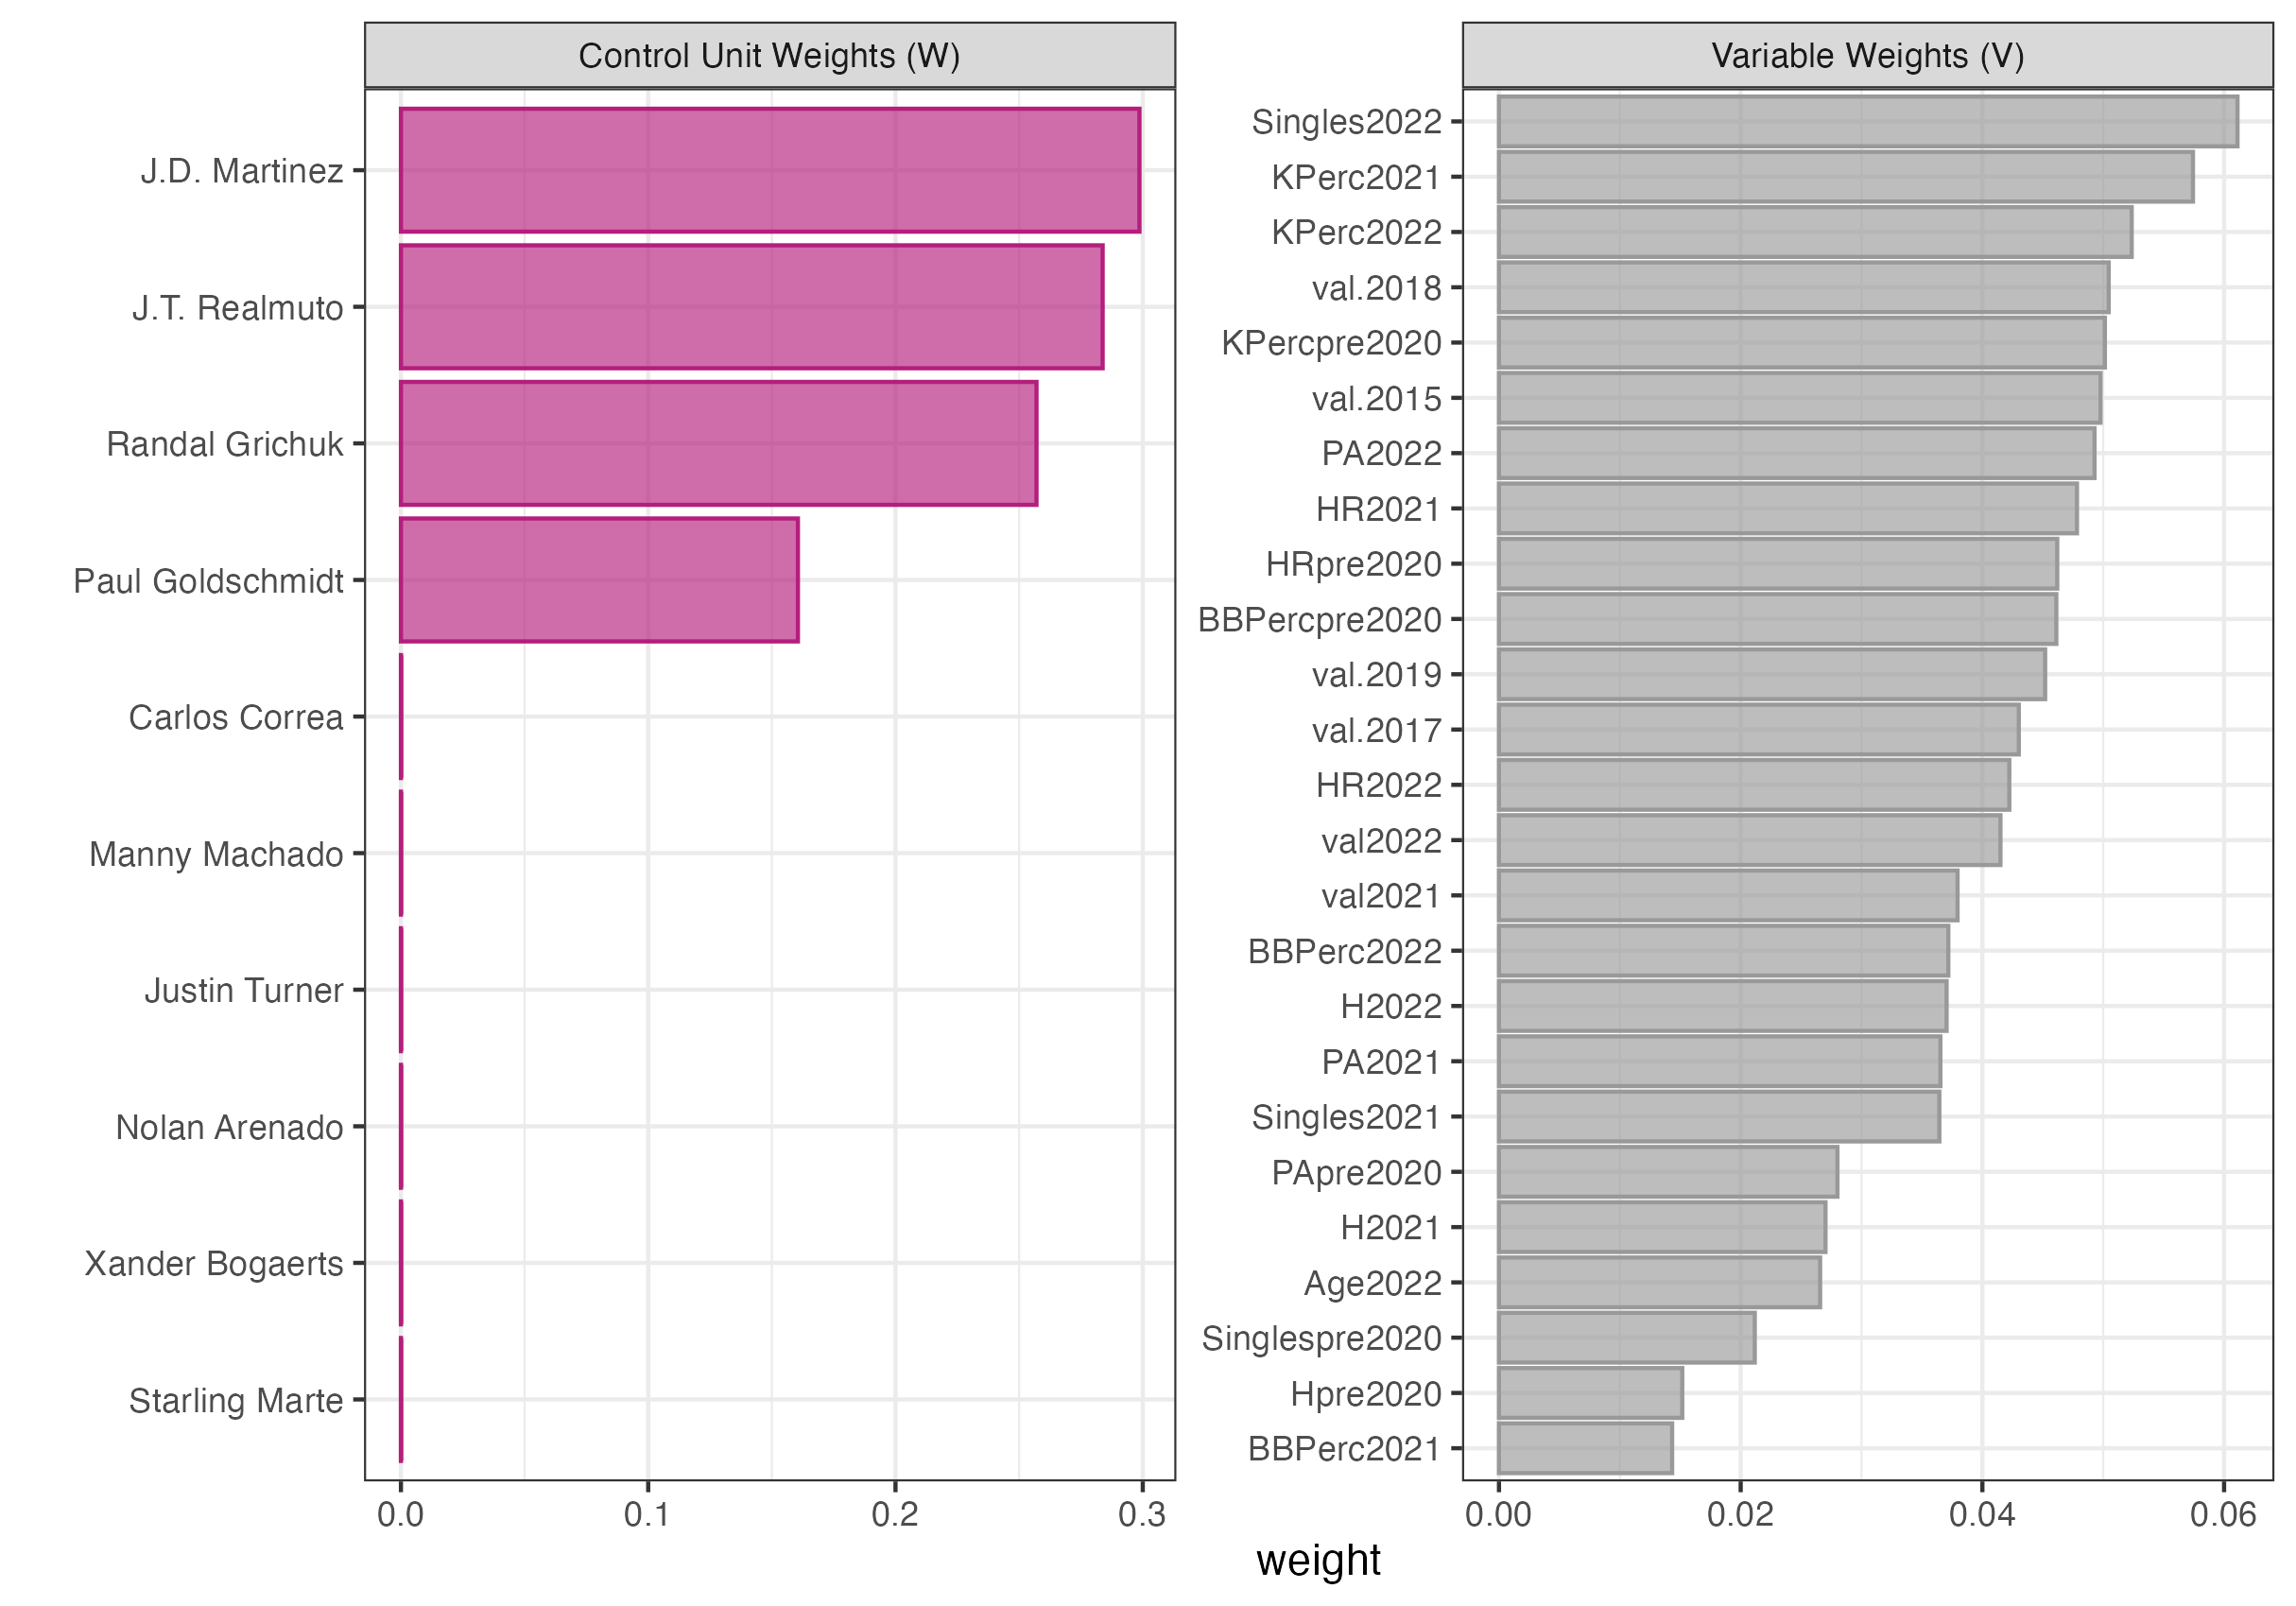 Control Unit Weights (W)
J.D. Martinez
J.T. Realmuto
Randal Grichuk
Paul Goldschmidt
Carlos Correa
Manny Machado
Justin Turner
Nolan Arenado
Xander Bogaerts
Starling Marte
0.0 0.1 0.2 0.3
Variable Weights (V)
Singles2022
KPerc2021
KPerc2022
val.2018
KPercpre2020
val.2015
PA2022
HR2021
HRpre2020
BBPercpre2020
val.2019
val.2017
HR2022
val2022
val2021
BBPerc2022
H2022
PA2021
Singles2021
PApre2020
H2021
Age2022
Singlespre2020
Hpre2020
BBPerc2021
0.00 0.02 0.04 0.06
weight